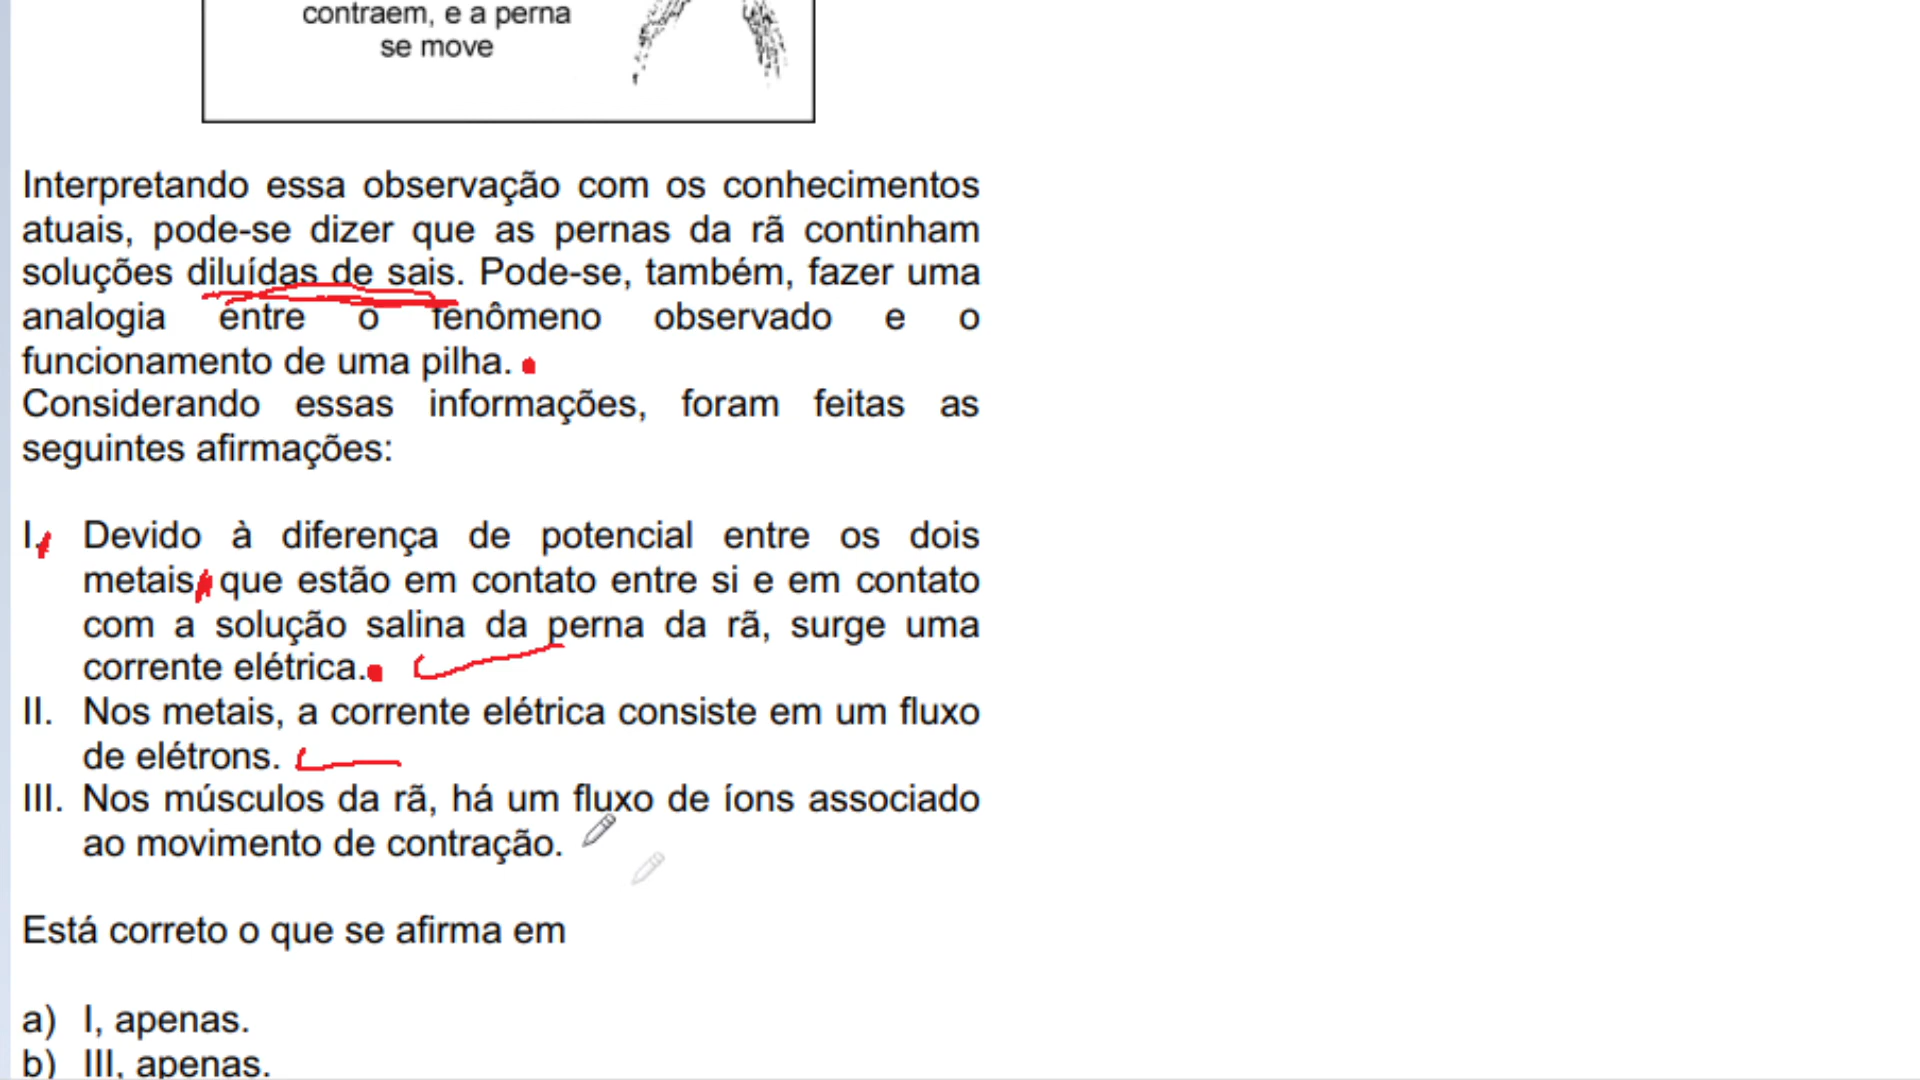 contraem, e a perna
se move
Interpretando essa observação com os conhecimentos
atuais, pode-se dizer que as pernas da rã continham
soluções diluídas de sais. Pode-se, também, fazer uma
analogia entre o fenômeno observado e o
funcionamento de uma pilha.
Considerando essas informações, foram feitas as
seguintes afirmações:
I. Devido à diferença de potencial entre os dois
metais, que estão em contato entre si e em contato
com a solução salina da perna da rã, surge uma
corrente elétrica.
II. Nos metais, a corrente elétrica consiste em um fluxo
de elétrons.
III. Nos músculos da rã, há um fluxo de íons associado
ao movimento de contração.
Está correto o que se afirma em
a) I, apenas.
b) III, apenas.